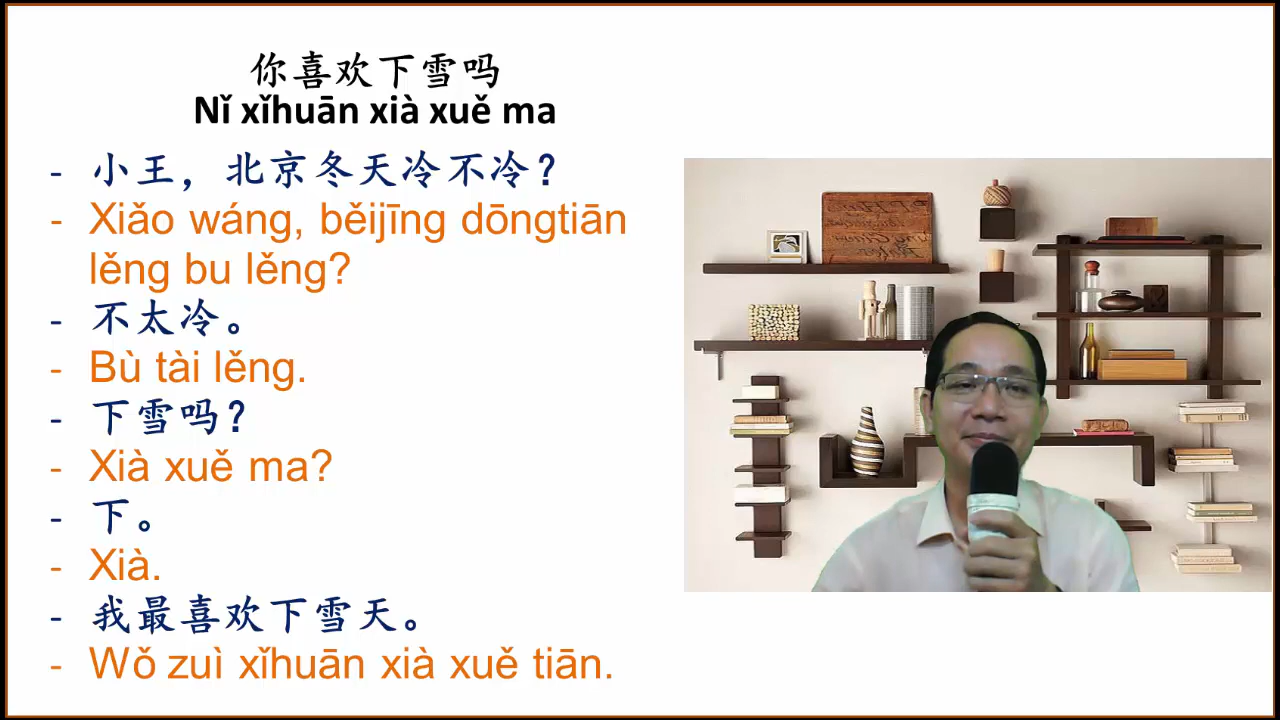 你喜欢下雪吗
Nǐ xǐhuān xià xuě ma
- 小王，北京冬天冷不冷？
- Xiǎo wáng, běijīng dōngtiān
lěng bu lěng?
- 不太冷。
- Bù tài lěng.
- 下雪吗？
- Xià xuě ma?
- 下。
- Xià.
- 我最喜欢下雪天。
- Wǒ zuì xǐhuān xià xuě tiān.